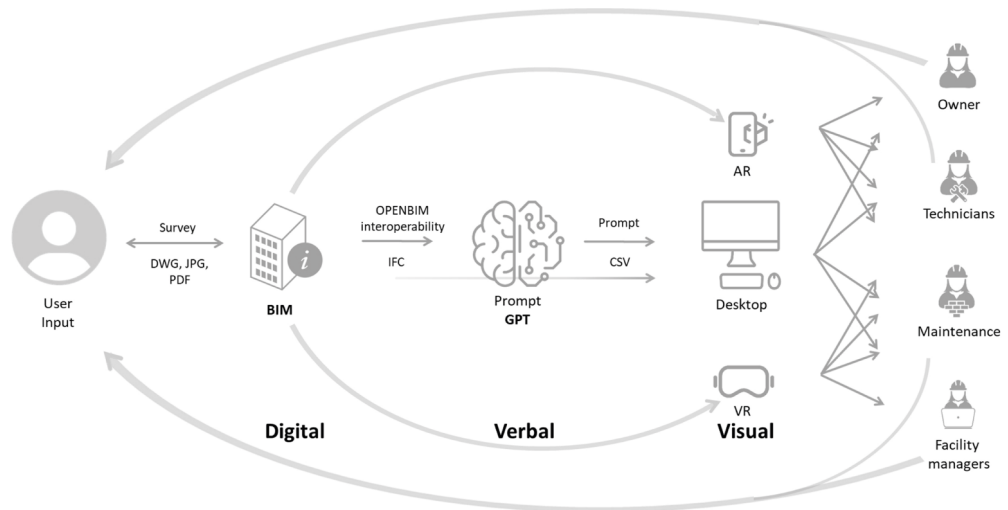 Owner
AR
Technicians
Survey
DWG, JPG,
PDF
OPENBIM
interoperability
IFC
Prompt
CSV
i
User
Input
BIM
Prompt
GPT
Desktop
Maintenance
VR
Digital
Verbal
Visual
Facility
managers